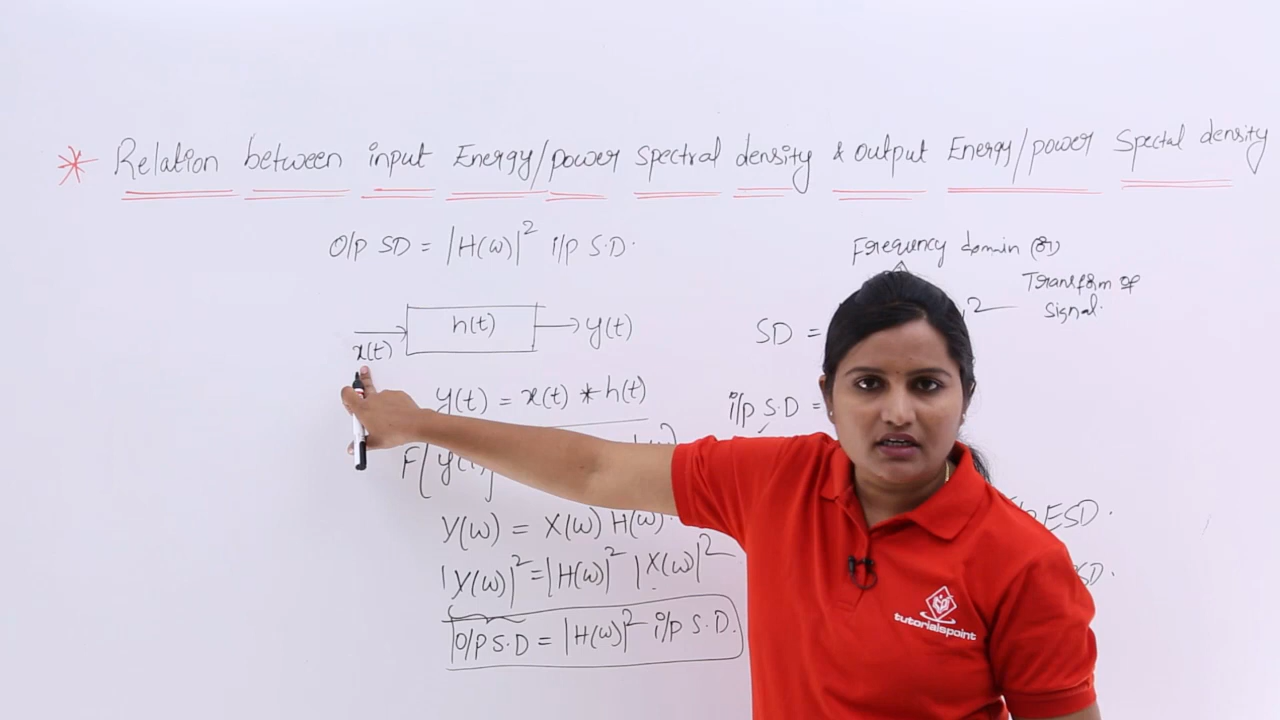 * Relation between input Energy/power spectral density & output Energy/power Spectal density
O/p SD = |H(ω)|² i/p S.D.
Frequency domain (or)
Transform of
signal.
h(t)
x(t)
y(t)
SD =
y(t) = x(t) * h(t)
i/p S.D =
F[y(t)
Y(ω) = X(ω) H(ω).
ESD.
|Y(ω)|² = |H(ω)|² |X(ω)|²
SD.
O/p S.D = |H(ω)|² i/p S.D.
tutorialspoint